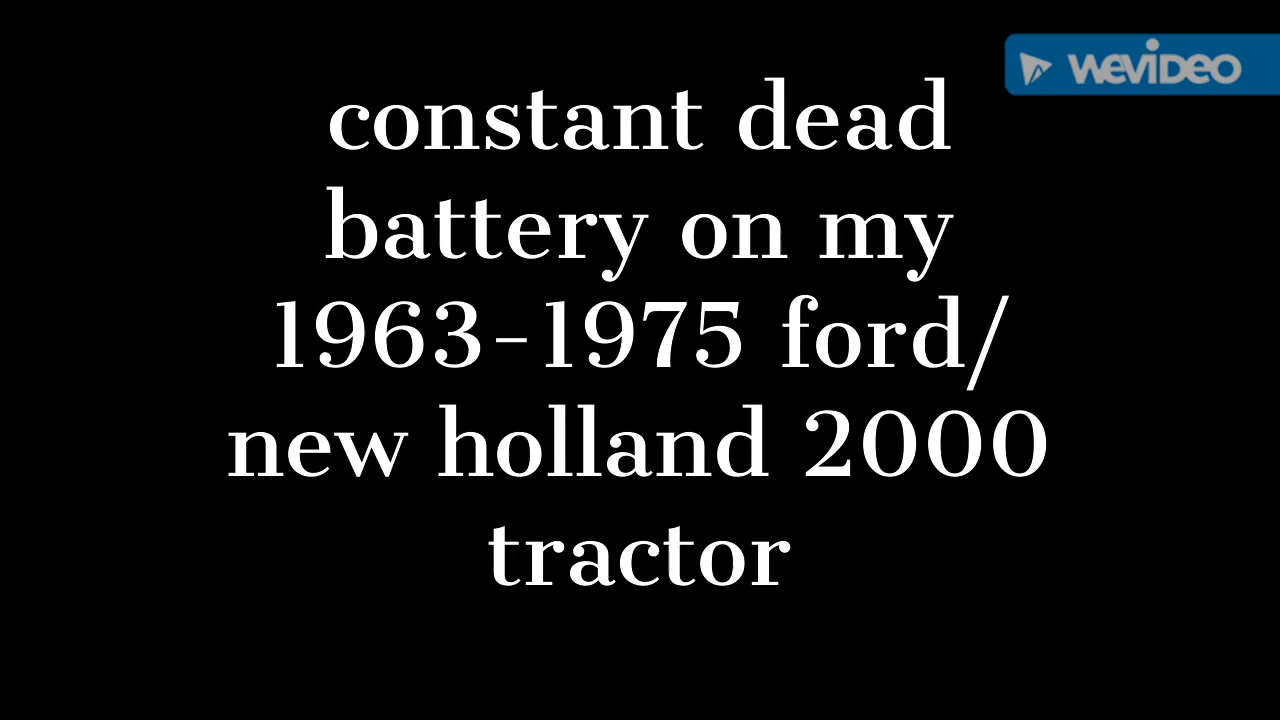 WEVIDEO
constant dead
battery on my
1963-1975 ford/
new holland 2000
tractor